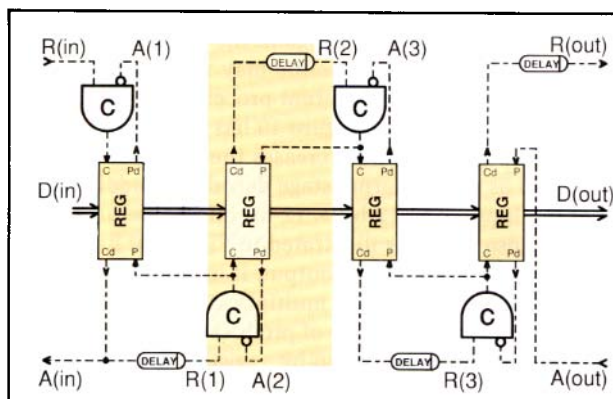 R(in) A(1) R(2) A(3) R(out)
DELAY DELAY
C C
C Pd Cd P C Pd Cd P
D(in) REG REG REG REG D(out)
Cd P C Pd Cd P C Pd
C C
DELAY DELAY
A(in) R(1) A(2) R(3) A(out)